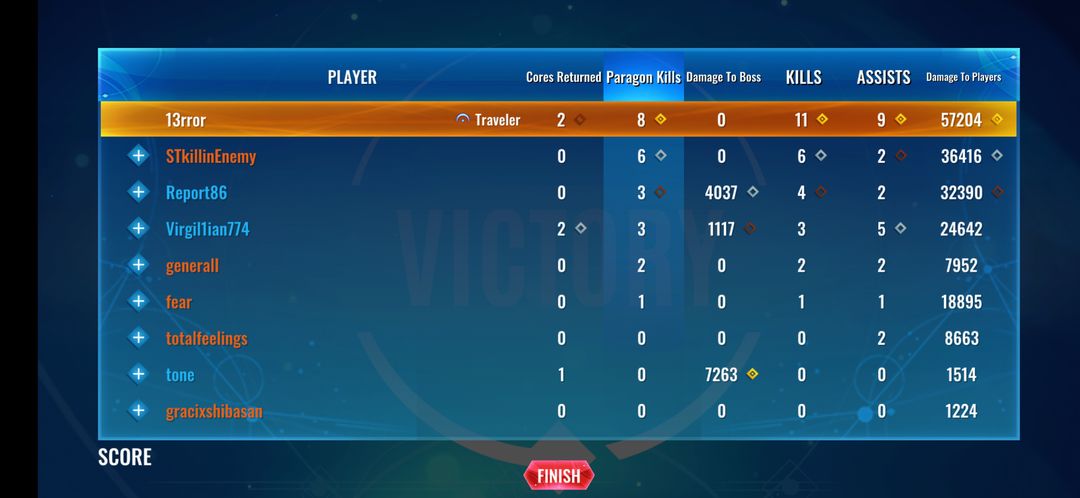 PLAYER Cores Returned Paragon Kills Damage To Boss KILLS ASSISTS Damage To Players
13rror Traveler 2 8 0 11 9 57204
STkillinEnemy 0 6 0 6 2 36416
Report86 0 3 4037 4 2 32390
Virgil1ian774 2 3 1117 3 5 24642
generall 0 2 0 2 2 7952
fear 0 1 0 1 1 18895
totalfeelings 0 0 0 0 2 8663
tone 1 0 7263 0 0 1514
gracixshibasan 0 0 0 0 0 1224
VICTORY
SCORE
FINISH